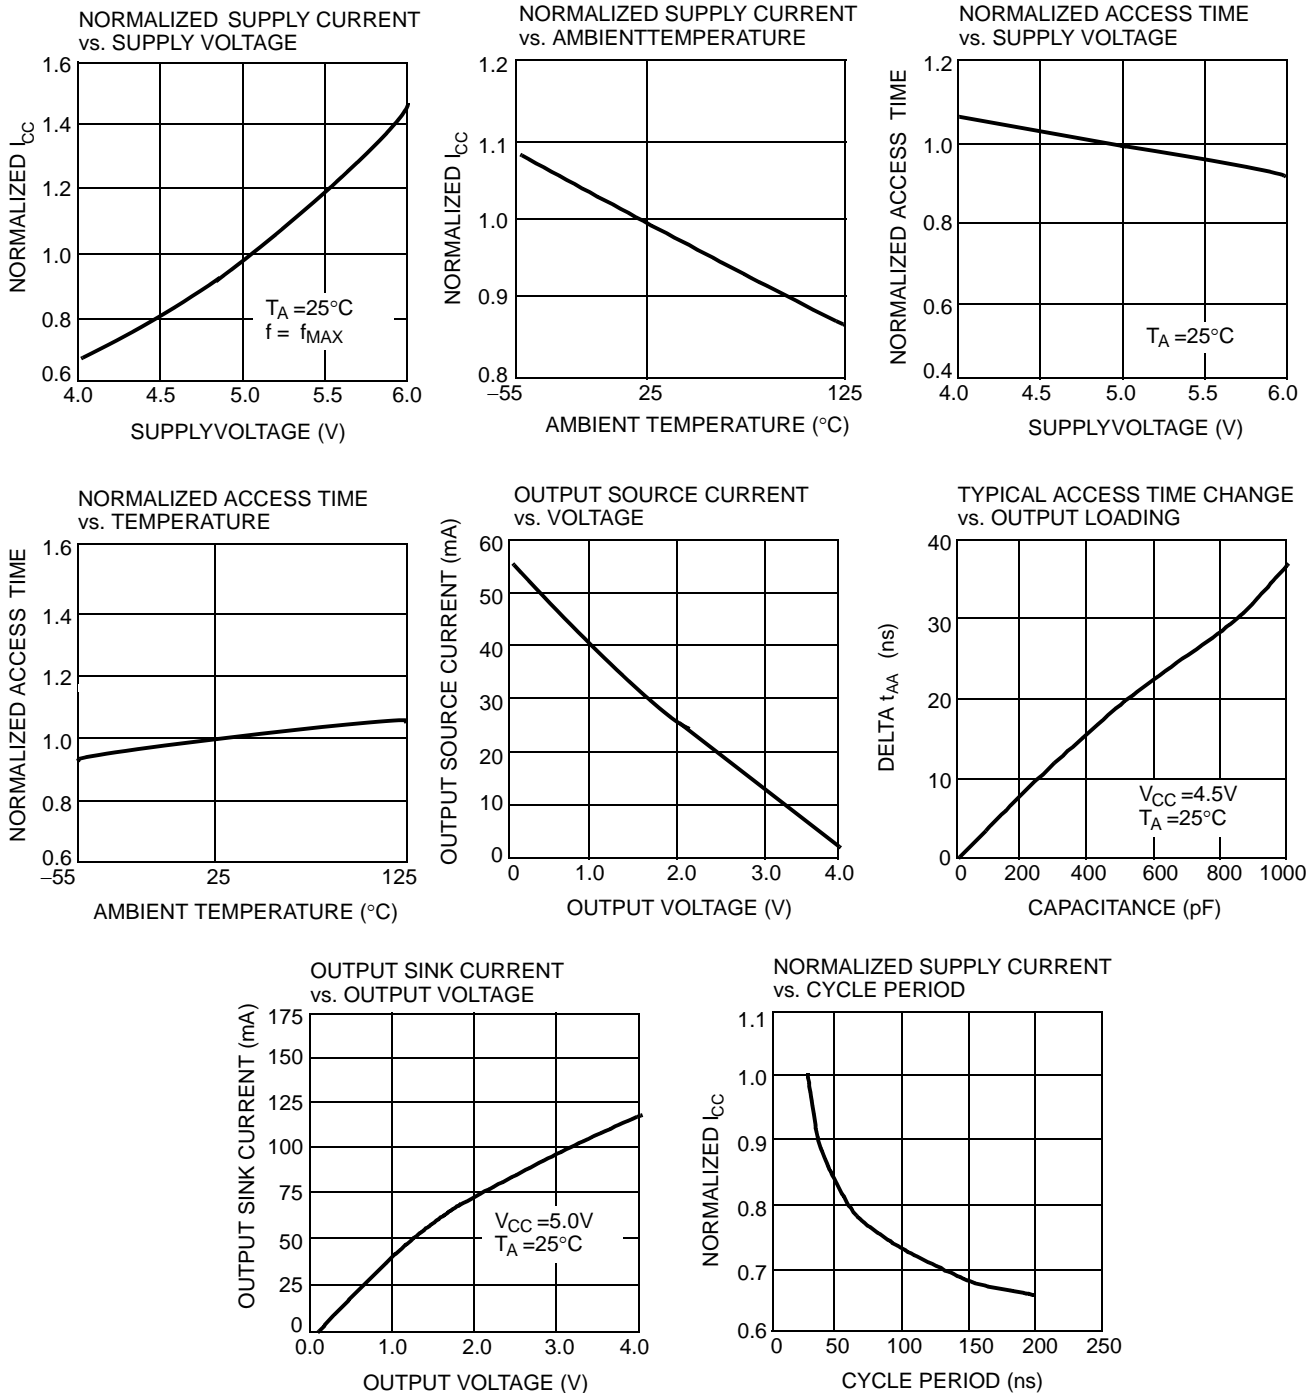 NORMALIZED SUPPLY CURRENT
vs. SUPPLY VOLTAGE
1.6
1.4
1.2
1.0
0.8
0.6
NORMALIZED ICC
TA =25°C
f = fMAX
4.0 4.5 5.0 5.5 6.0
SUPPLYVOLTAGE (V)
NORMALIZED SUPPLY CURRENT
vs. AMBIENTTEMPERATURE
1.2
1.1
1.0
0.9
0.8
NORMALIZED ICC
–55 25 125
AMBIENT TEMPERATURE (°C)
NORMALIZED ACCESS TIME
vs. SUPPLY VOLTAGE
1.2
1.0
0.8
0.6
0.4
NORMALIZED ACCESS TIME
TA =25°C
4.0 4.5 5.0 5.5 6.0
SUPPLYVOLTAGE (V)
NORMALIZED ACCESS TIME
vs. TEMPERATURE
1.6
1.4
1.2
1.0
0.8
0.6
NORMALIZED ACCESS TIME
–55 25 125
AMBIENT TEMPERATURE (°C)
OUTPUT SOURCE CURRENT
vs. VOLTAGE
60
50
40
30
20
10
0
OUTPUT SOURCE CURRENT (mA)
0 1.0 2.0 3.0 4.0
OUTPUT VOLTAGE (V)
TYPICAL ACCESS TIME CHANGE
vs. OUTPUT LOADING
40
30
20
10
0
DELTA tAA (ns)
VCC =4.5V
TA =25°C
0 200 400 600 800 1000
CAPACITANCE (pF)
OUTPUT SINK CURRENT
vs. OUTPUT VOLTAGE
175
150
125
100
75
50
25
0
OUTPUT SINK CURRENT (mA)
VCC =5.0V
TA =25°C
0.0 1.0 2.0 3.0 4.0
OUTPUT VOLTAGE (V)
NORMALIZED SUPPLY CURRENT
vs. CYCLE PERIOD
1.1
1.0
0.9
0.8
0.7
0.6
NORMALIZED ICC
0 50 100 150 200 250
CYCLE PERIOD (ns)